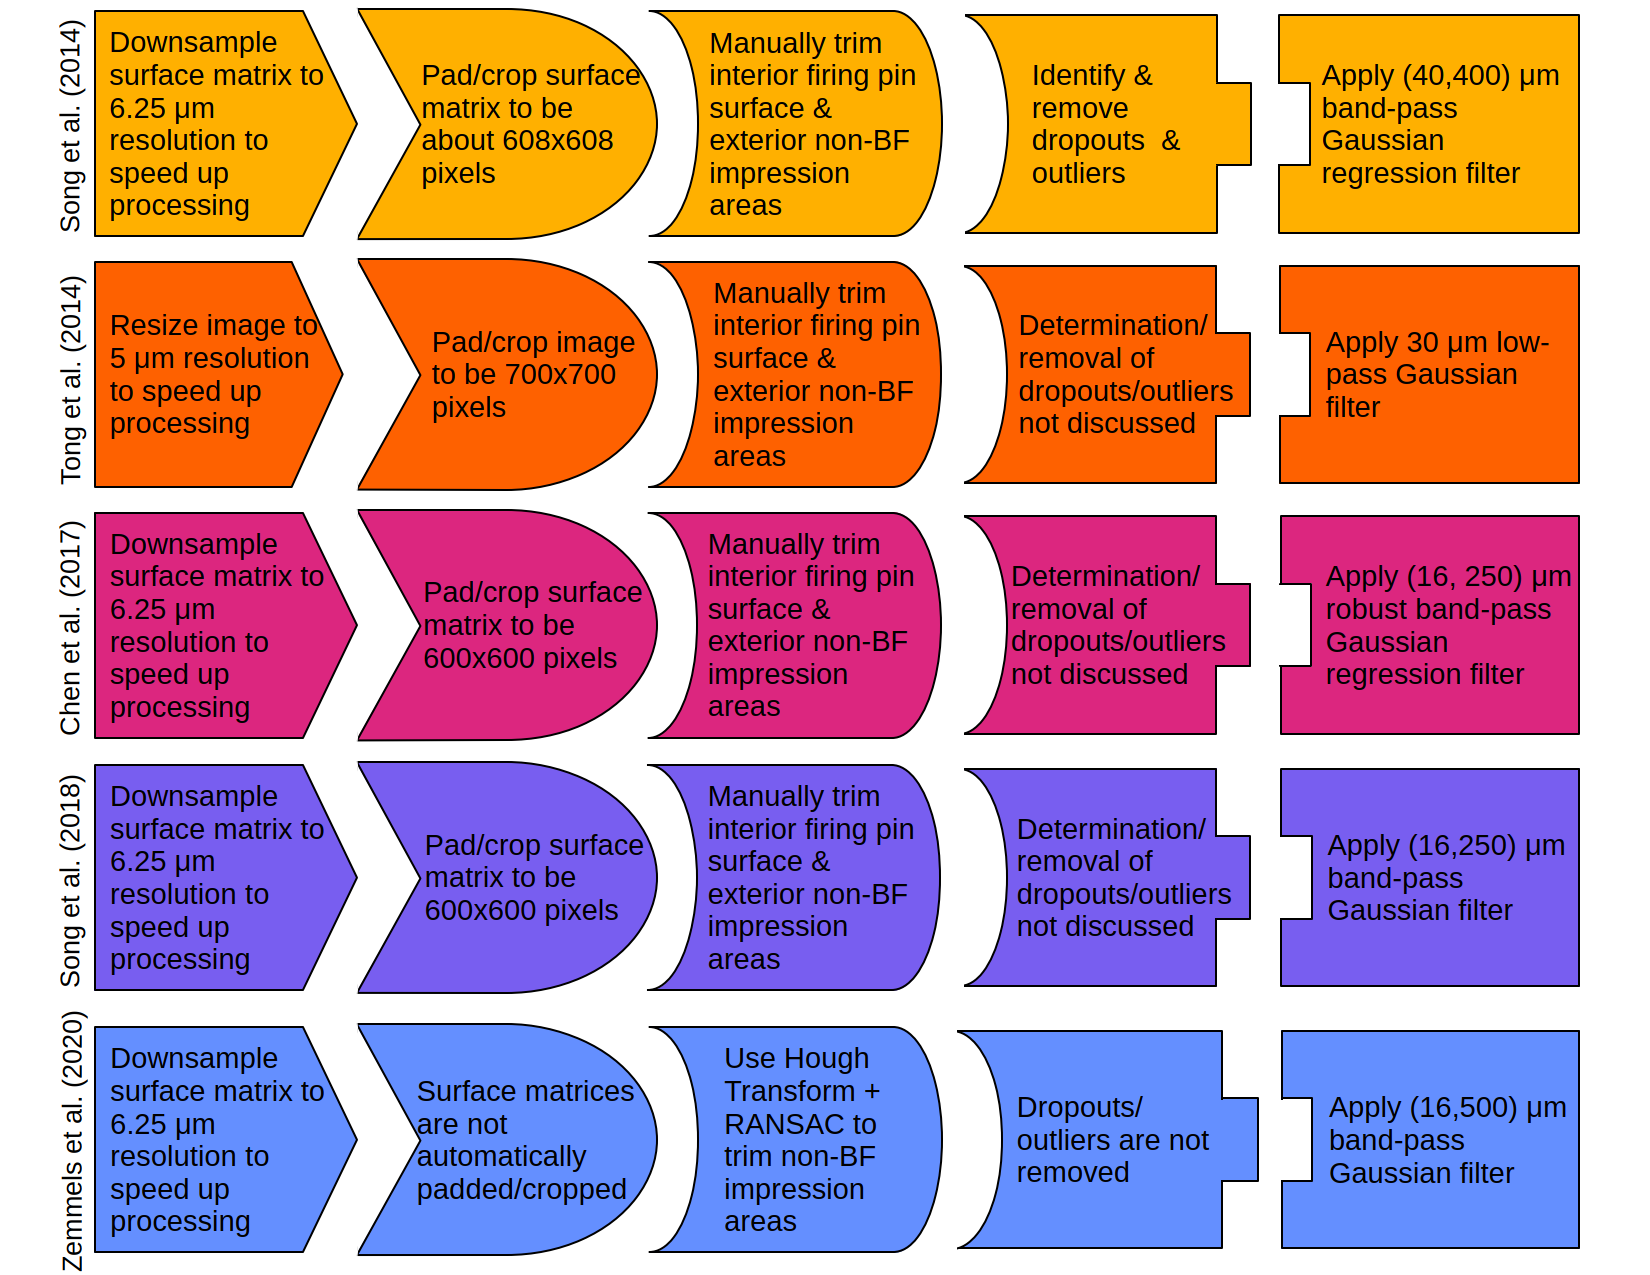 Song et al. (2014)
Downsample
surface matrix to
6.25 μm
resolution to
speed up
processing
Pad/crop surface
matrix to be
about 608x608
pixels
Manually trim
interior firing pin
surface &
exterior non-BF
impression
areas
Identify &
remove
dropouts  &
outliers
Apply (40,400) μm
band-pass
Gaussian
regression filter
Tong et al. (2014)
Resize image to
5 μm resolution
to speed up
processing
Pad/crop image
to be 700x700
pixels
Manually trim
interior firing pin
surface &
exterior non-BF
impression
areas
Determination/
removal of
dropouts/outliers
not discussed
Apply 30 μm low-
pass Gaussian
filter
Chen et al. (2017)
Downsample
surface matrix to
6.25 μm
resolution to
speed up
processing
Pad/crop surface
matrix to be
600x600 pixels
Manually trim
interior firing pin
surface &
exterior non-BF
impression
areas
Determination/
removal of
dropouts/outliers
not discussed
Apply (16, 250) μm
robust band-pass
Gaussian
regression filter
Song et al. (2018)
Downsample
surface matrix to
6.25 μm
resolution to
speed up
processing
Pad/crop surface
matrix to be
600x600 pixels
Manually trim
interior firing pin
surface &
exterior non-BF
impression
areas
Determination/
removal of
dropouts/outliers
not discussed
Apply (16,250) μm
band-pass
Gaussian filter
Zemmels et al. (2020)
Downsample
surface matrix to
6.25 μm
resolution to
speed up
processing
Surface matrices
are not
automatically
padded/cropped
Use Hough
Transform +
RANSAC to
trim non-BF
impression
areas
Dropouts/
outliers are not
removed
Apply (16,500) μm
band-pass
Gaussian filter